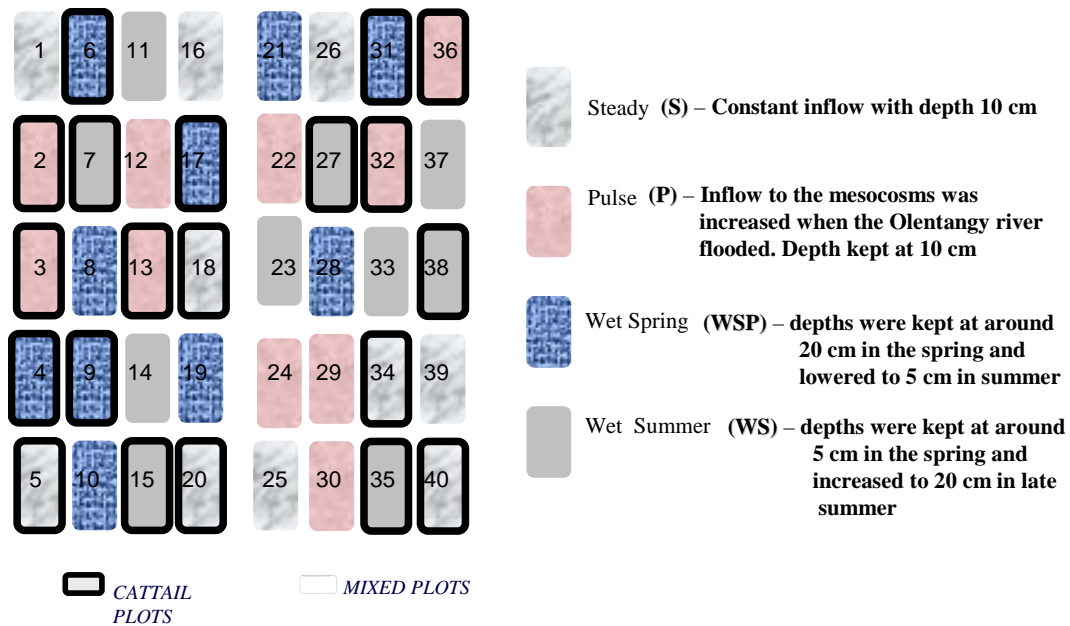 1 6 11 16 21 26 31 36
2 7 12 17 22 27 32 37
3 8 13 18 23 28 33 38
4 9 14 19 24 29 34 39
5 10 15 20 25 30 35 40
Steady (S) – Constant inflow with depth 10 cm
Pulse (P) – Inflow to the mesocosms was
increased when the Olentangy river
flooded. Depth kept at 10 cm
Wet Spring (WSP) – depths were kept at around
20 cm in the spring and
lowered to 5 cm in summer
Wet Summer (WS) – depths were kept at around
5 cm in the spring and
increased to 20 cm in late
summer
CATTAIL
PLOTS
MIXED PLOTS